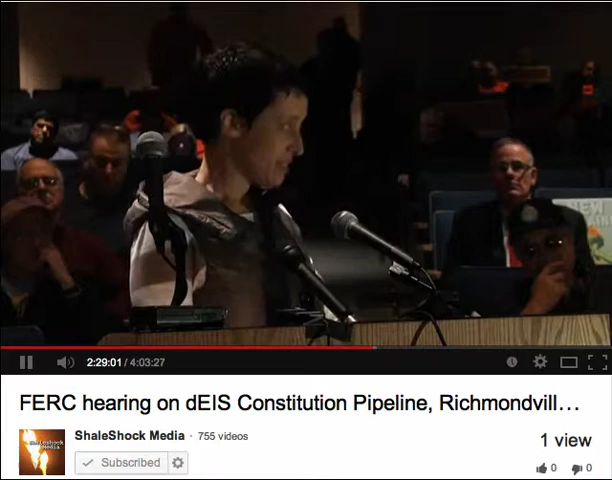 2:29:01 / 4:03:27
FERC hearing on dEIS Constitution Pipeline, Richmondvill...
ShaleShock Media · 755 videos
Subscribed
1 view
0 0